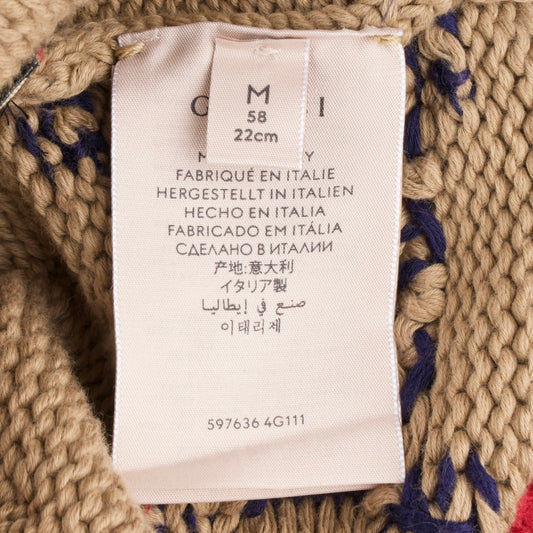 M
58
22cm
FABRIQUÉ EN ITALIE
HERGESTELLT IN ITALIEN
HECHO EN ITALIA
FABRICADO EM ITÁLIA
СДЕЛАНО В ИТАЛИИ
产地:意大利
イタリア製
صنع في إيطاليا
이태리제
597636 4G111